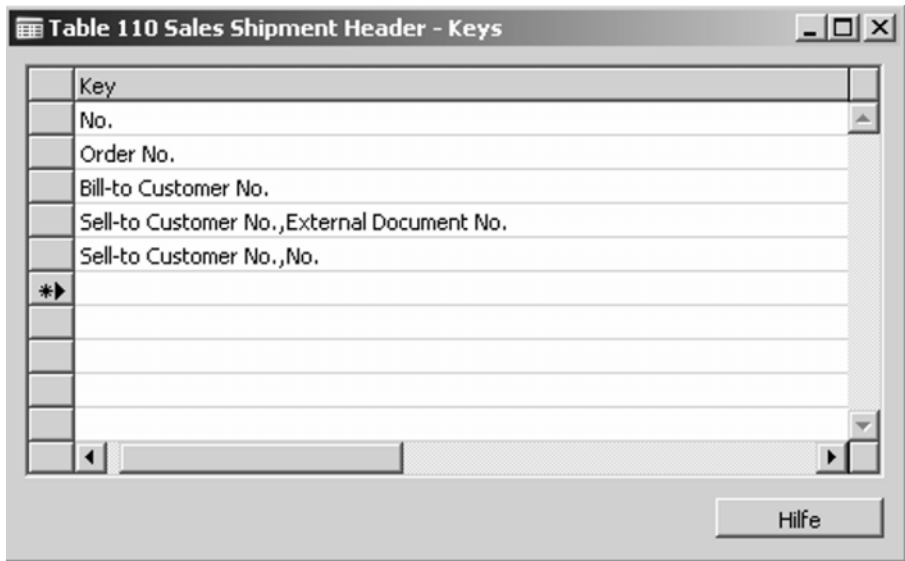 Table 110 Sales Shipment Header - Keys
Key
No.
Order No.
Bill-to Customer No.
Sell-to Customer No.,External Document No.
Sell-to Customer No.,No.
Hilfe